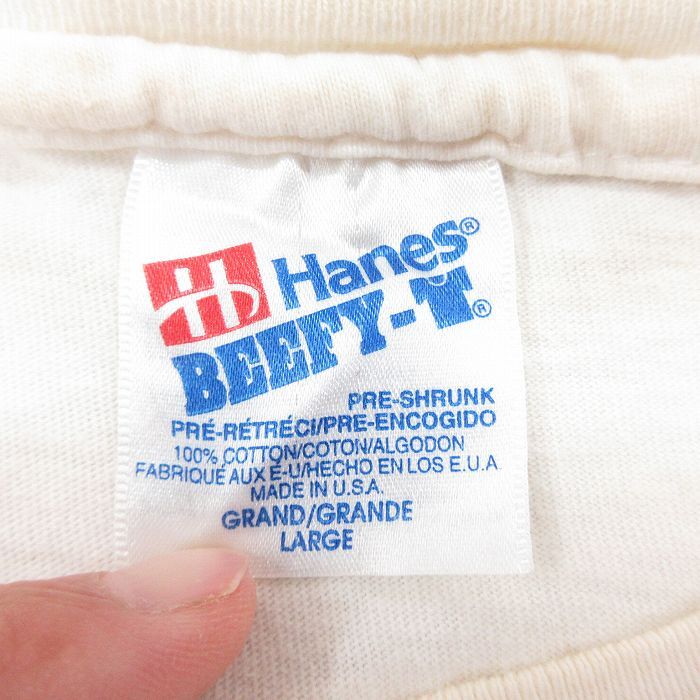 H Hanes®
BEEFY-T®
PRE-SHRUNK
PRÉ-RÉTRÉCI/PRE-ENCOGIDO
100% COTTON/COTON/ALGODON
FABRIQUÉ AUX E-U/HECHO EN LOS E.U.A
MADE IN U.S.A.
GRAND/GRANDE
LARGE